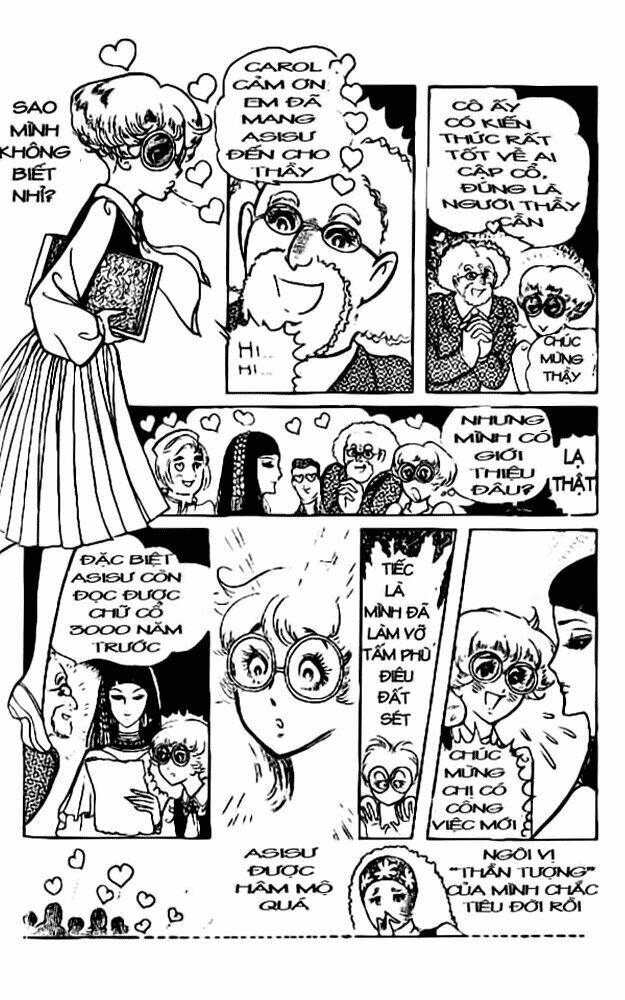 SAO
MÌNH
KHÔNG
BIẾT
NHỈ?
CAROL
CẢM ƠN
EM ĐÃ
MANG
ASISƯ
ĐẾN CHO
THẦY
HI...
HI...
CÔ ẤY
CÓ KIẾN
THỨC RẤT
TỐT VỀ AI
CẬP CỔ,
ĐÚNG LÀ
NGƯỜI THẦY
CẦN
CHÚC
MỪNG
THẦY
NHƯNG
MÌNH CÓ
GIỚI
THIỆU
ĐÂU?
LẠ
THẬT
ĐẶC BIỆT
ASISƯ CÒN
ĐỌC ĐƯỢC
CHỮ CỔ
3000 NĂM
TRƯỚC
TIẾC
LÀ
MÌNH ĐÃ
LÀM VỠ
TẤM PHÙ
ĐIÊU
ĐẤT
SÉT
CHÚC
MỪNG
CHỊ CÓ
CÔNG
VIỆC MỚI
ASISƯ
ĐƯỢC
HÂM MỘ
QUÁ
NGÔI VỊ
"THẦN TƯỢNG"
CỦA MÌNH CHẮC
TIÊU ĐỜI RỒI